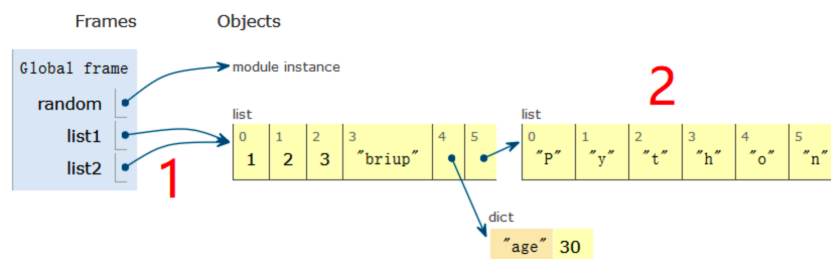 Frames Objects
Global frame
random
list1
list2
1
module instance
list
0 1 2 3 4 5
1 2 3 "briup"
2
list
0 1 2 3 4 5
"P" "y" "t" "h" "o" "n"
dict
"age" 30